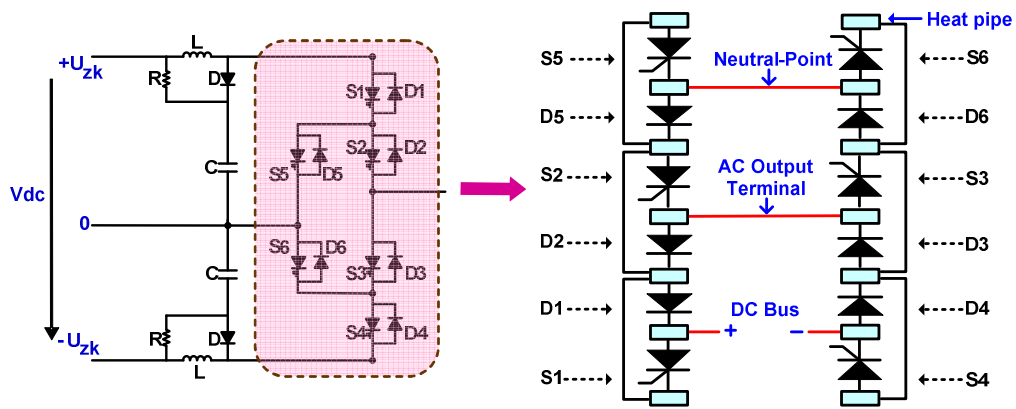 L
+Uzk
R
D
S1
D1
S2
D2
S5
D5
C
Vdc
0
S6
D6
C
S3
D3
S4
D4
R
D
-Uzk
L
Heat pipe
S5
S6
Neutral-Point
D5
D6
S2
AC Output
Terminal
S3
D2
D3
D1
DC Bus
D4
+ –
S1
S4